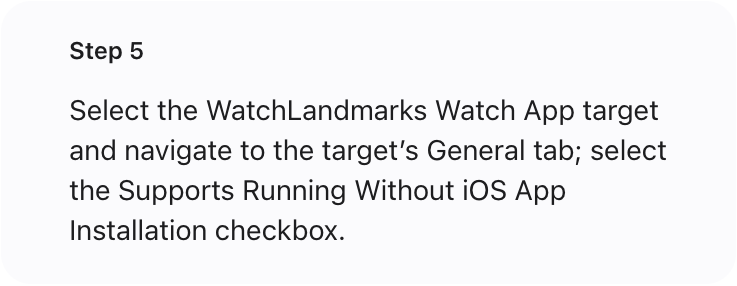 Step 5
Select the WatchLandmarks Watch App target
and navigate to the target’s General tab; select
the Supports Running Without iOS App
Installation checkbox.